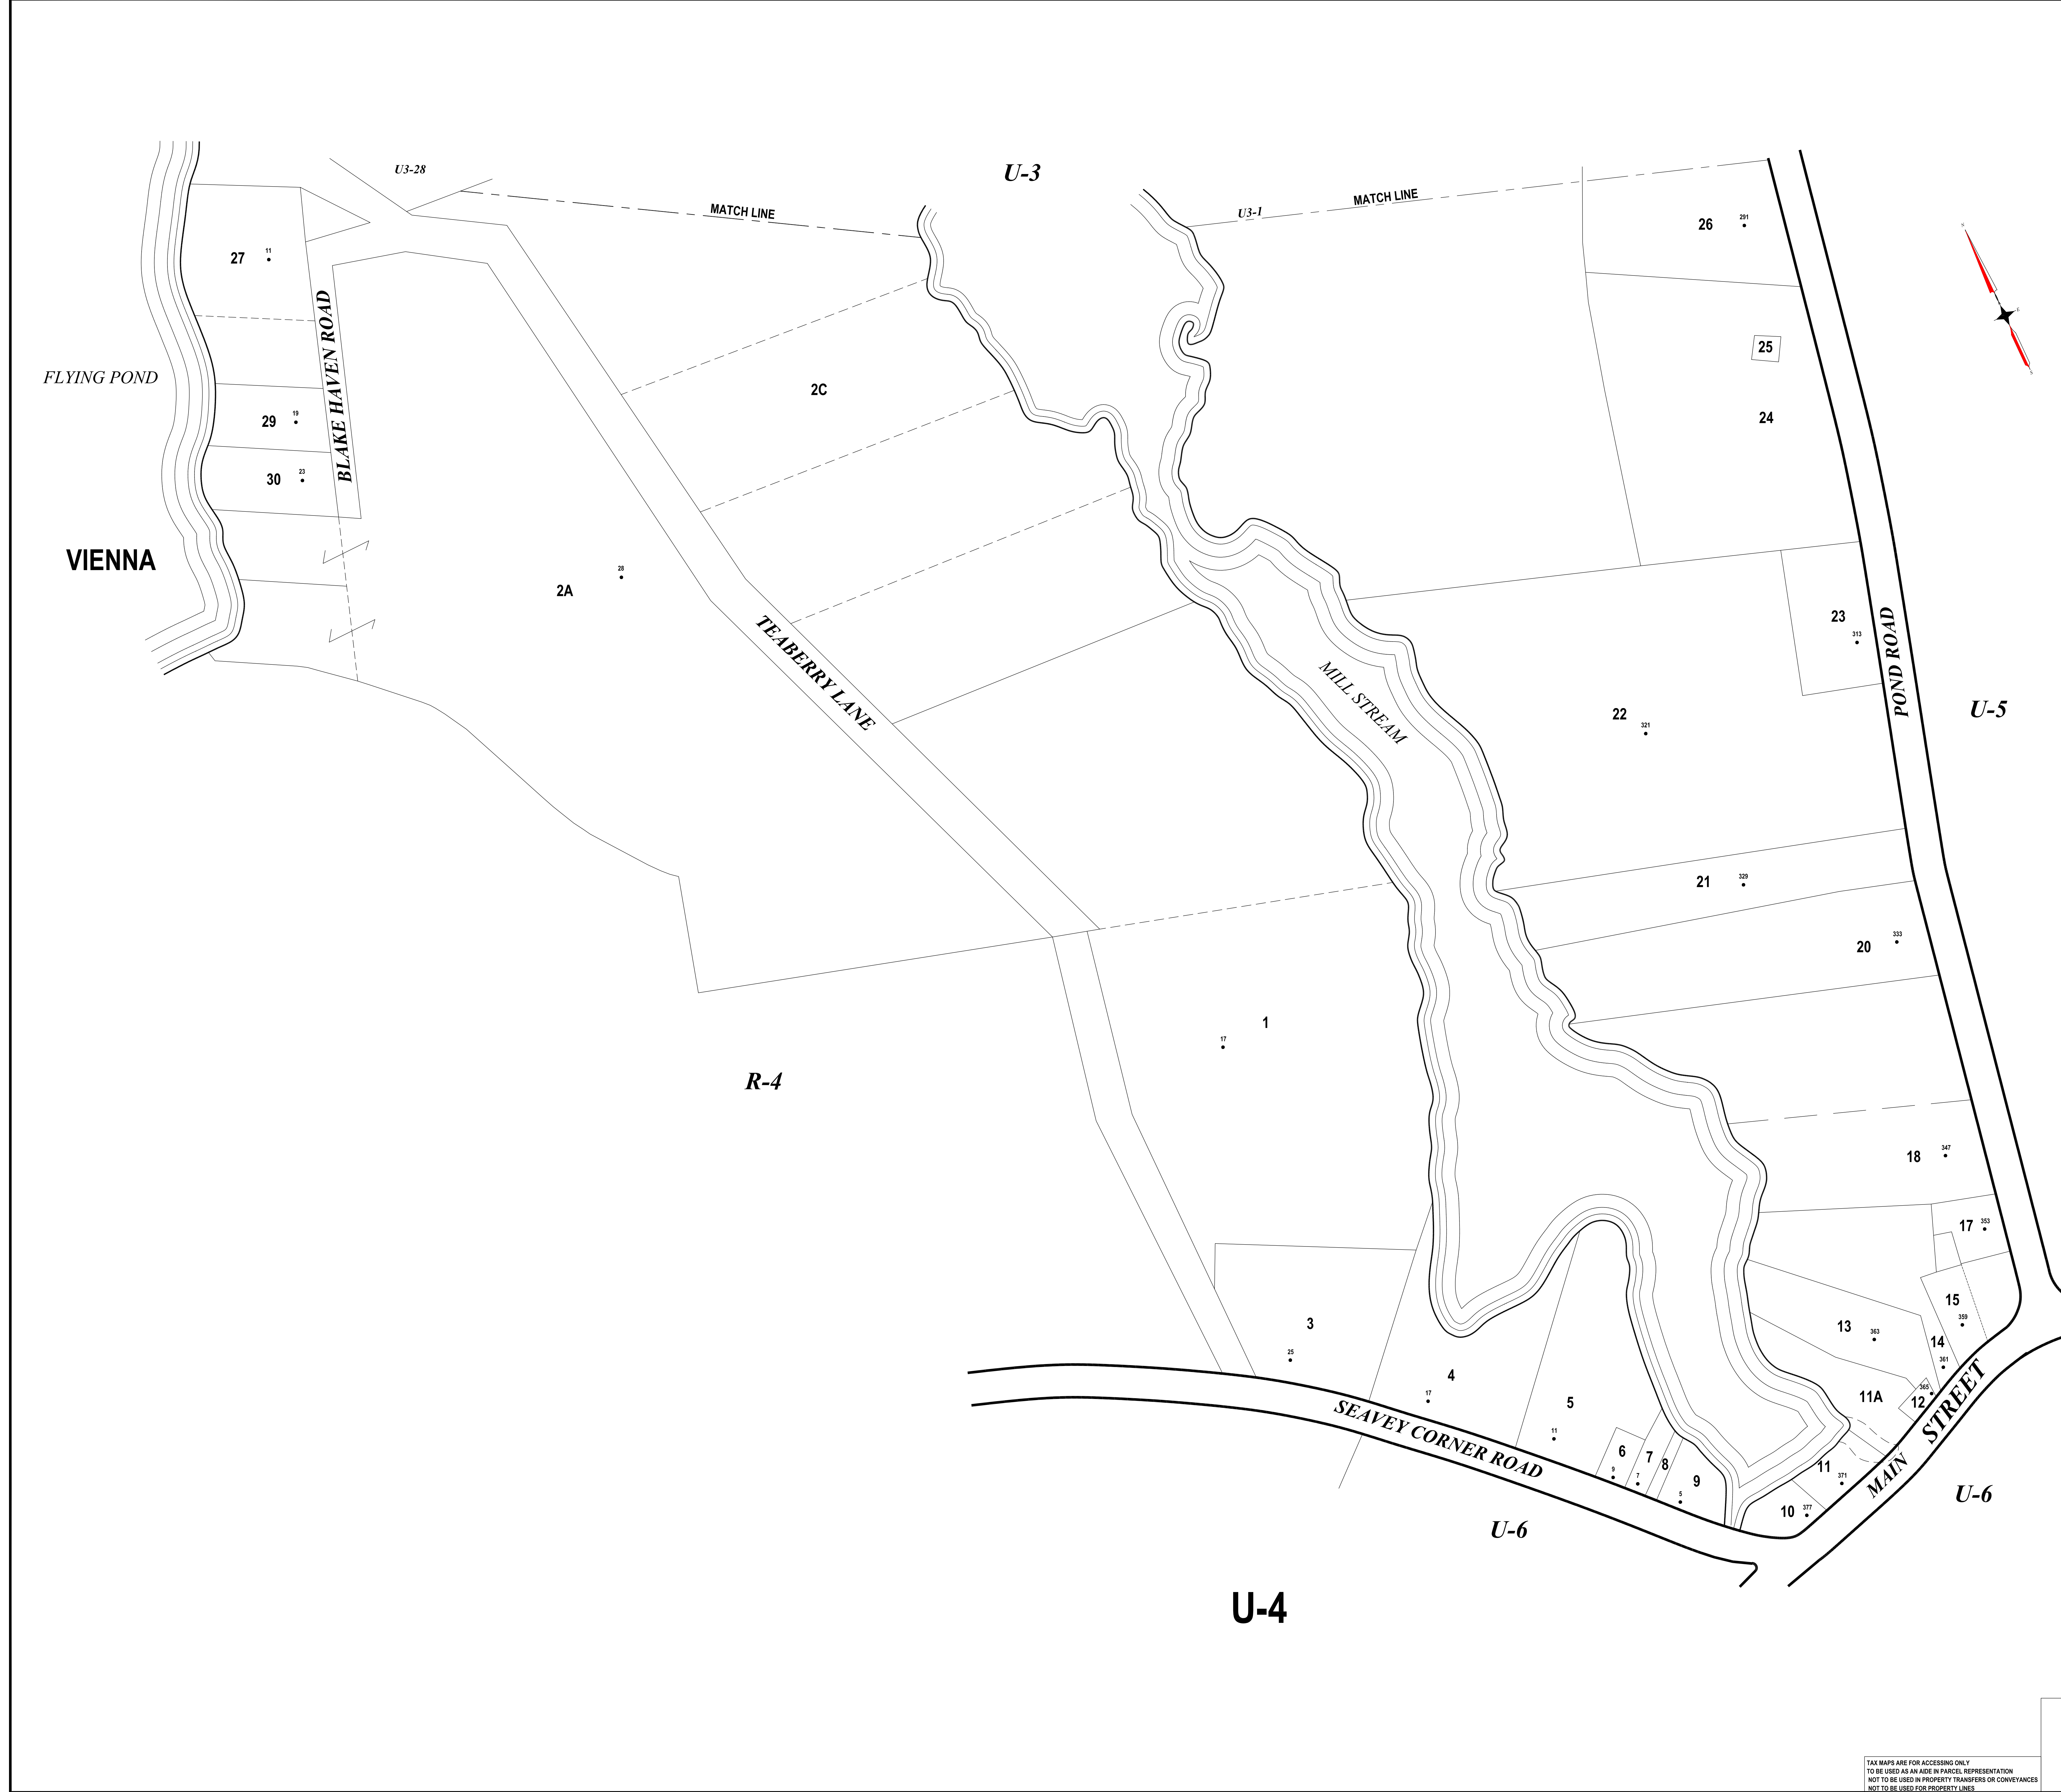 U3-28
U-3
MATCH LINE
U3-1
MATCH LINE
26
291
27
11
BLAKE HAVEN ROAD
25
FLYING POND
2C
24
29
19
30
23
VIENNA
2A
28
TEABERRY LANE
MILL STREAM
23
313
POND ROAD
U-5
22
321
21
329
20
333
1
17
R-4
18
347
17
353
15
359
3
25
13
363
14
361
4
17
5
11
11A
12
365
SEAVEY CORNER ROAD
MAIN STREET
6
9
7
7
8
9
5
11
371
10
377
U-6
U-6
U-4
TAX MAPS ARE FOR ACCESSING ONLY
TO BE USED AS AN AIDE IN PARCEL REPRESENTATION
NOT TO BE USED IN PROPERTY TRANSFERS OR CONVEYANCES
NOT TO BE USED FOR PROPERTY LINES